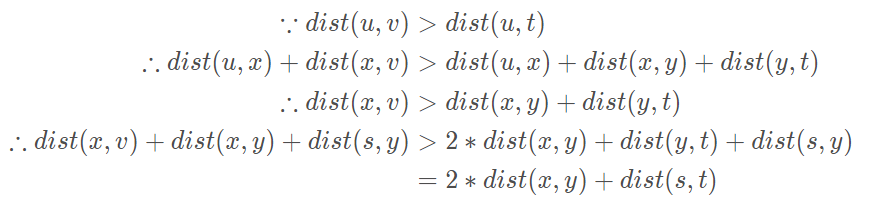 ∵ dist(u, v) > dist(u, t)
∴ dist(u, x) + dist(x, v) > dist(u, x) + dist(x, y) + dist(y, t)
∴ dist(x, v) > dist(x, y) + dist(y, t)
∴ dist(x, v) + dist(x, y) + dist(s, y) > 2 ∗ dist(x, y) + dist(y, t) + dist(s, y)
= 2 ∗ dist(x, y) + dist(s, t)